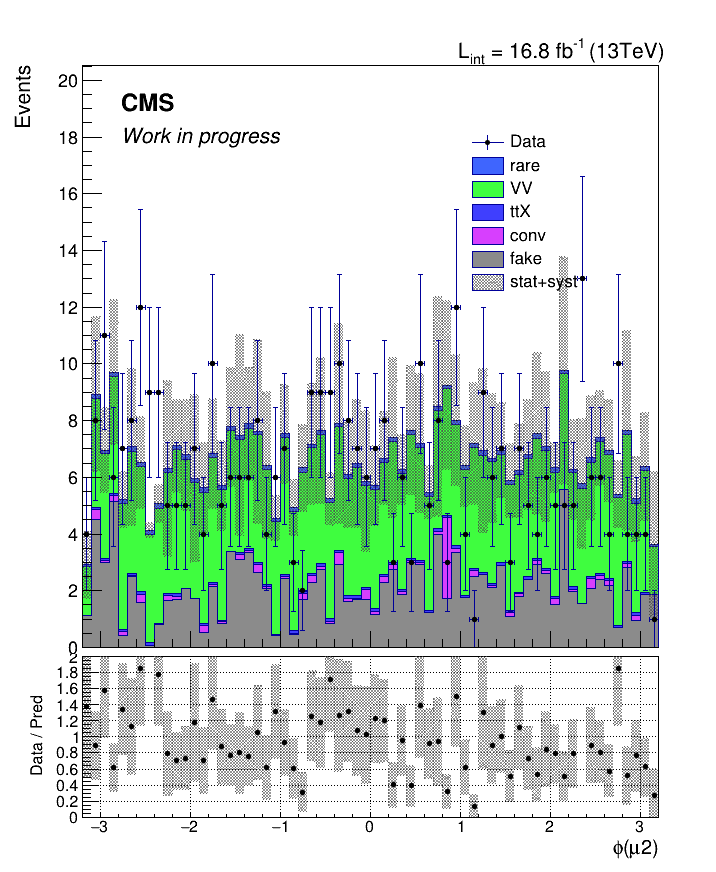 L_int = 16.8 fb^-1 (13TeV)
Events
CMS
Work in progress
Data
rare
VV
ttX
conv
fake
stat+syst
20
18
16
14
12
10
8
6
4
2
0
Data / Pred
2
1.8
1.6
1.4
1.2
1
0.8
0.6
0.4
0.2
0
−3 −2 −1 0 1 2 3
ϕ(μ2)